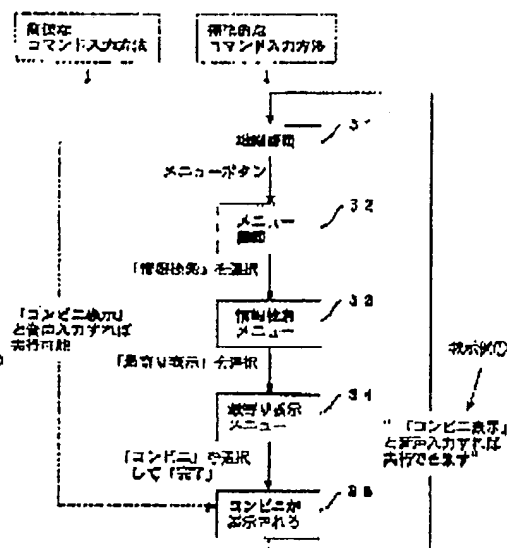 簡便な
コマンド入力方法
標準的な
コマンド入力方法
31
地図画面
メニューボタン
32
メニュー
画面
「情報検索」を選択
33
情報検索
メニュー
「コンビニ表示」
と音声入力すれば
実行可能
「最寄り表示」を選択
34
最寄り表示
メニュー
教示例①
"「コンビニ表示」
と音声入力すれば
実行できます"
「コンビニ」を選択
して「完了」
35
コンビニが
表示される